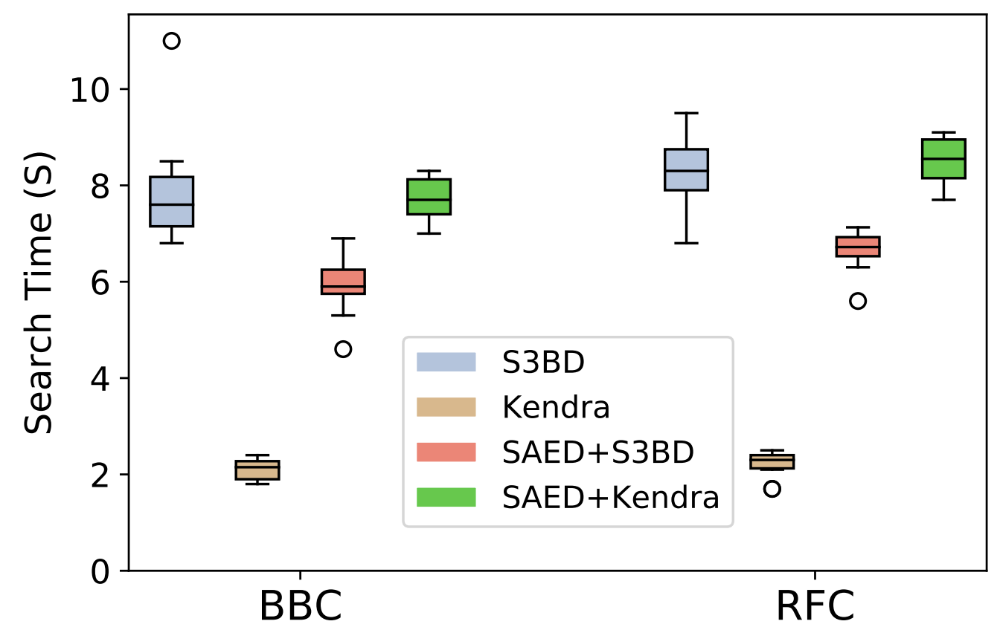 Search Time (S)
10
8
6
4
2
0
S3BD
Kendra
SAED+S3BD
SAED+Kendra
BBC
RFC